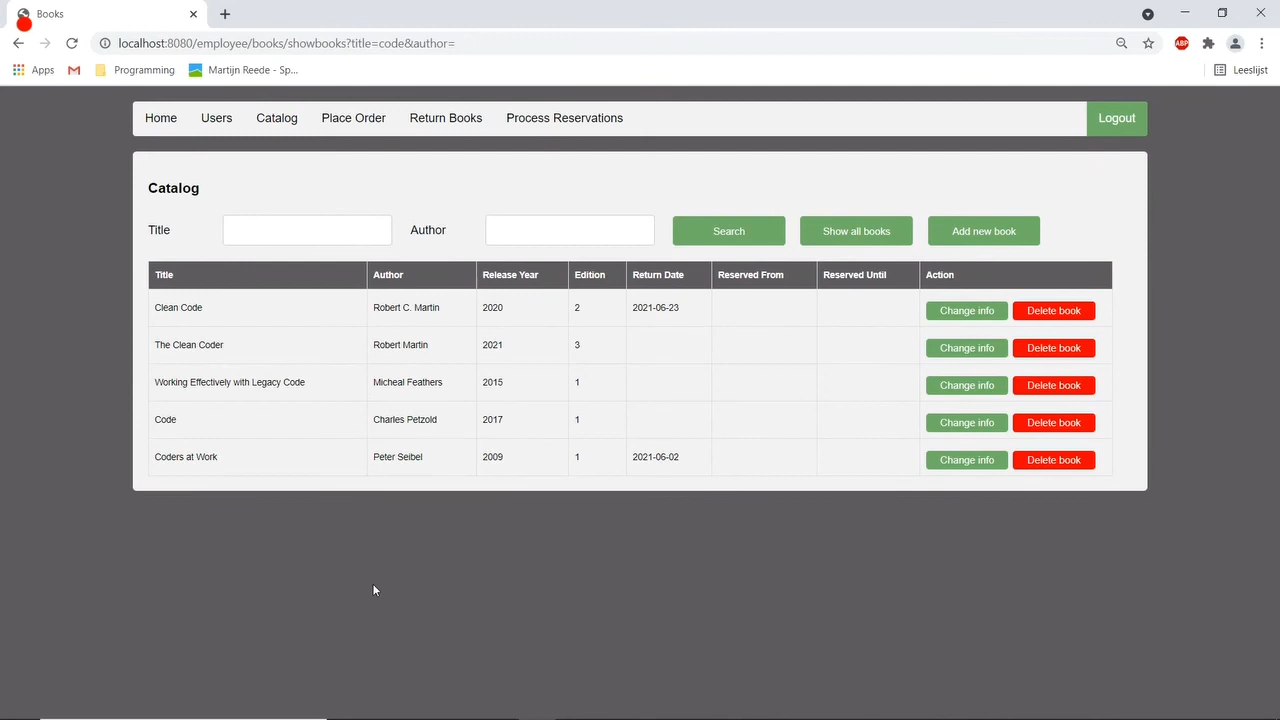 Books
localhost:8080/employee/books/showbooks?title=code&author=
ABP
Apps Programming Martijn Reede - Sp... Leeslijst
Home Users Catalog Place Order Return Books Process Reservations Logout
Catalog
Title Author Search Show all books Add new book
Title Author Release Year Edition Return Date Reserved From Reserved Until Action
Clean Code Robert C. Martin 2020 2 2021-06-23 Change info Delete book
The Clean Coder Robert Martin 2021 3 Change info Delete book
Working Effectively with Legacy Code Micheal Feathers 2015 1 Change info Delete book
Code Charles Petzold 2017 1 Change info Delete book
Coders at Work Peter Seibel 2009 1 2021-06-02 Change info Delete book